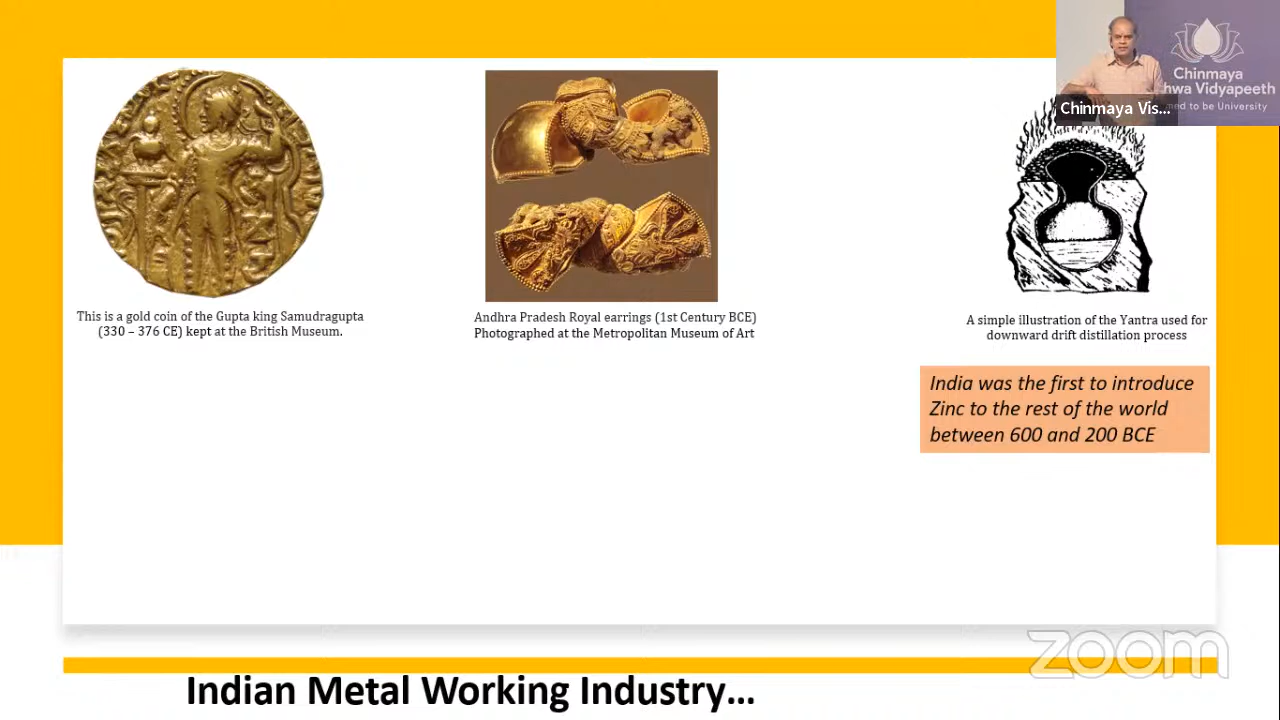 Chinmaya
hwa Vidyapeeth
med to be University
Chinmaya Vis...
This is a gold coin of the Gupta king Samudragupta
(330 – 376 CE) kept at the British Museum.
Andhra Pradesh Royal earrings (1st Century BCE)
Photographed at the Metropolitan Museum of Art
A simple illustration of the Yantra used for
downward drift distillation process
India was the first to introduce
Zinc to the rest of the world
between 600 and 200 BCE
zoom
Indian Metal Working Industry...